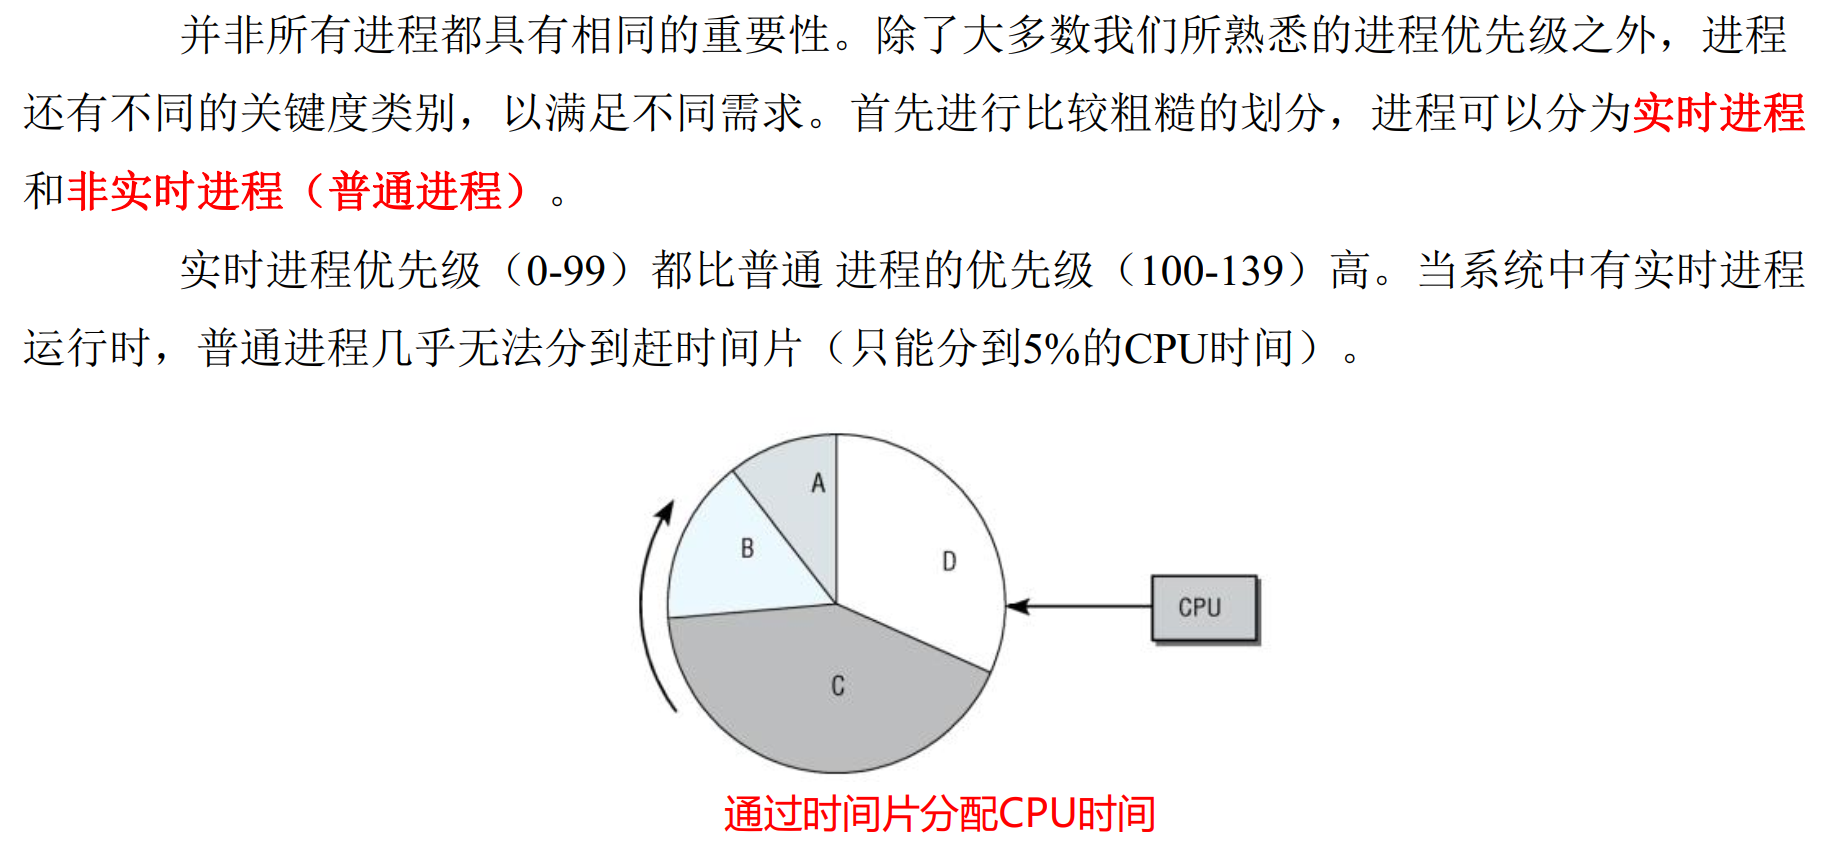 并非所有进程都具有相同的重要性。除了大多数我们所熟悉的进程优先级之外，进程
还有不同的关键度类别，以满足不同需求。首先进行比较粗糙的划分，进程可以分为实时进程
和非实时进程（普通进程）。
实时进程优先级（0-99）都比普通 进程的优先级（100-139）高。当系统中有实时进程
运行时，普通进程几乎无法分到赶时间片（只能分到5%的CPU时间）。
A
B
D
CPU
C
通过时间片分配CPU时间